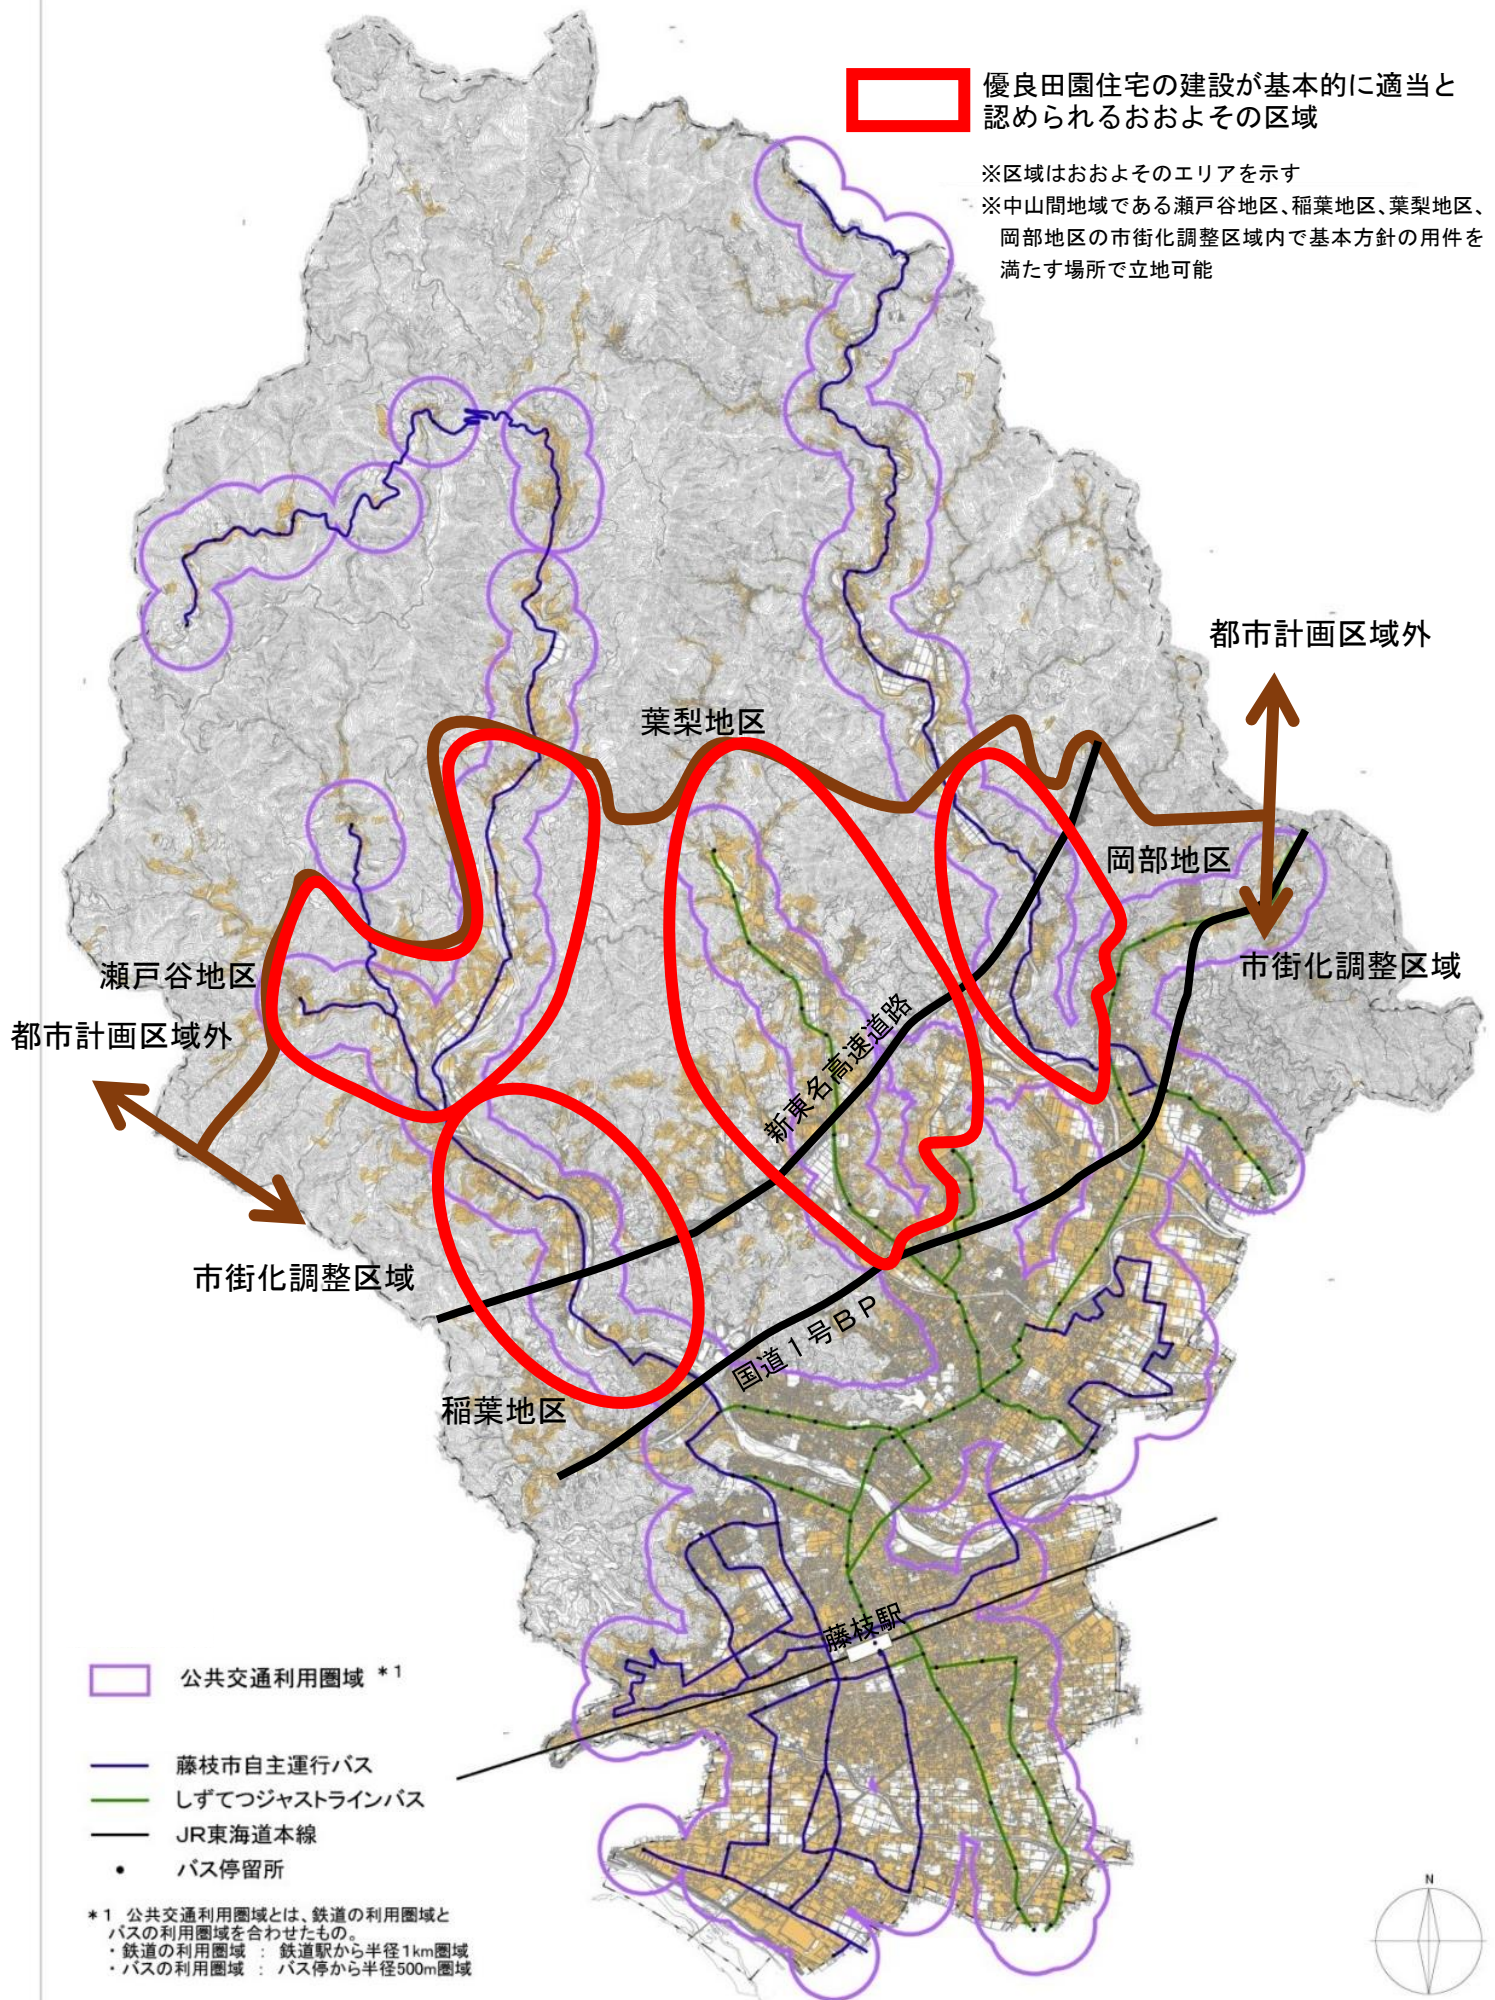 優良田園住宅の建設が基本的に適当と
認められるおおよその区域
※区域はおおよそのエリアを示す
※中山間地域である瀬戸谷地区、稲葉地区、葉梨地区、
岡部地区の市街化調整区域内で基本方針の用件を
満たす場所で立地可能
都市計画区域外
葉梨地区
岡部地区
市街化調整区域
瀬戸谷地区
都市計画区域外
新東名高速道路
市街化調整区域
国道1号BP
稲葉地区
藤枝駅
公共交通利用圏域 *1
藤枝市自主運行バス
しずてつジャストラインバス
JR東海道本線
バス停留所
*1 公共交通利用圏域とは、鉄道の利用圏域と
バスの利用圏域を合わせたもの。
・鉄道の利用圏域 : 鉄道駅から半径1km圏域
・バスの利用圏域 : バス停から半径500m圏域
N